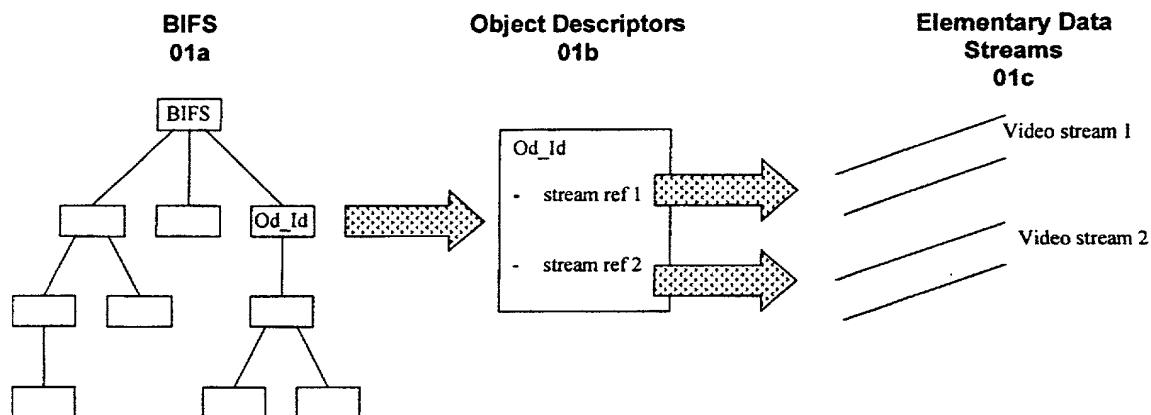 BIFS
01a
Object Descriptors
01b
Elementary Data
Streams
01c
BIFS
Od_Id
Od_Id
- stream ref 1
- stream ref 2
Video stream 1
Video stream 2